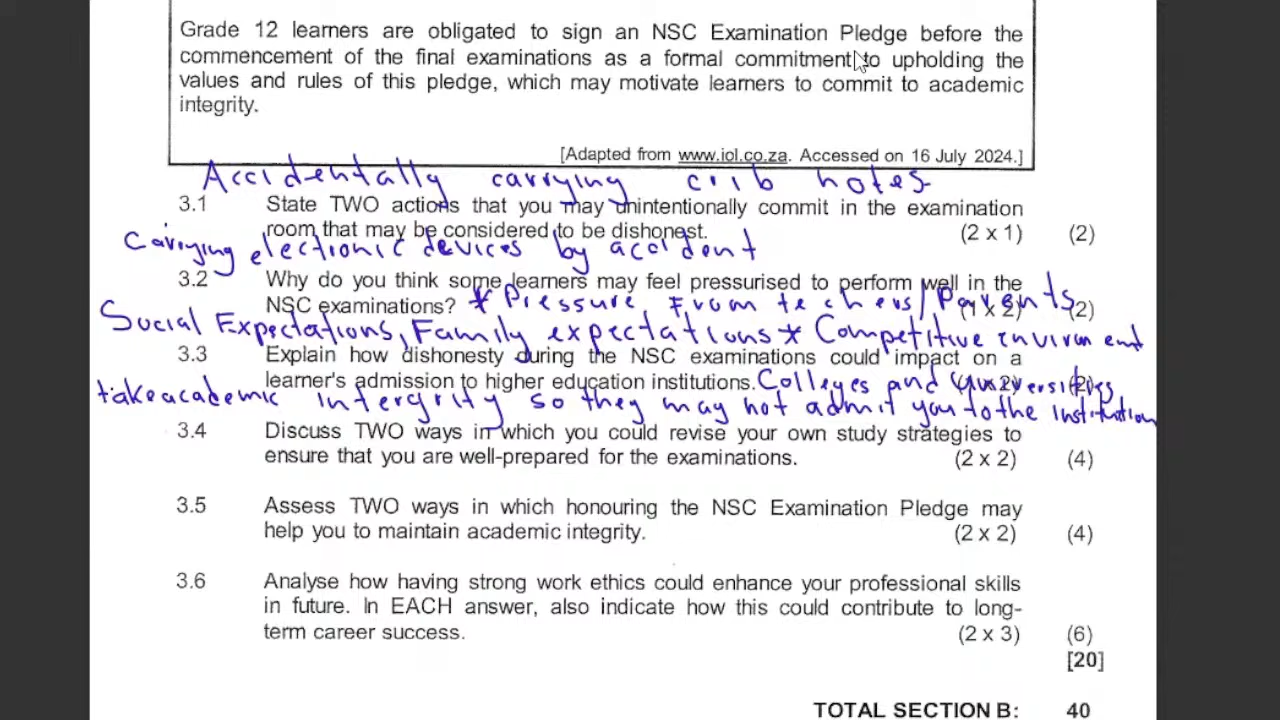 Grade 12 learners are obligated to sign an NSC Examination Pledge before the
commencement of the final examinations as a formal commitment to upholding the
values and rules of this pledge, which may motivate learners to commit to academic
integrity.
[Adapted from www.iol.co.za. Accessed on 16 July 2024.]
Accidentally carrying crib notes
3.1 State TWO actions that you may unintentionally commit in the examination
room that may be considered to be dishonest. (2 x 1) (2)
Carrying electronic devices by accident
3.2 Why do you think some learners may feel pressurised to perform well in the
NSC examinations? (1 x 2) (2)
* Pressure From techers/Parents
Social Expectations, Family expectations * Competitive enviroment
3.3 Explain how dishonesty during the NSC examinations could impact on a
learner's admission to higher education institutions. (1 x 2) (2)
Colleges and Universities
take academic intergrity so they may not admit you to the institution
3.4 Discuss TWO ways in which you could revise your own study strategies to
ensure that you are well-prepared for the examinations. (2 x 2) (4)
3.5 Assess TWO ways in which honouring the NSC Examination Pledge may
help you to maintain academic integrity. (2 x 2) (4)
3.6 Analyse how having strong work ethics could enhance your professional skills
in future. In EACH answer, also indicate how this could contribute to long-
term career success. (2 x 3) (6)
[20]
TOTAL SECTION B: 40